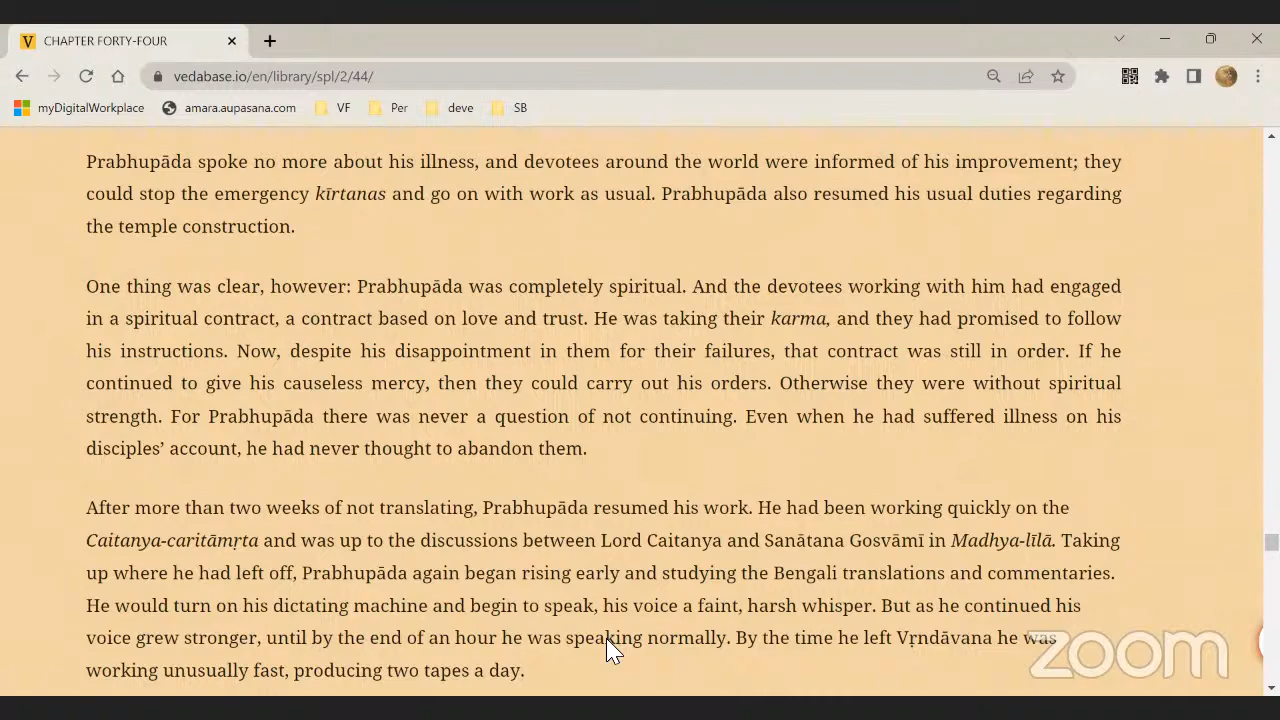 CHAPTER FORTY-FOUR
vedabase.io/en/library/spl/2/44/
myDigitalWorkplace amara.aupasana.com VF Per deve SB
Prabhupāda spoke no more about his illness, and devotees around the world were informed of his improvement; they
could stop the emergency kīrtanas and go on with work as usual. Prabhupāda also resumed his usual duties regarding
the temple construction.
One thing was clear, however: Prabhupāda was completely spiritual. And the devotees working with him had engaged
in a spiritual contract, a contract based on love and trust. He was taking their karma, and they had promised to follow
his instructions. Now, despite his disappointment in them for their failures, that contract was still in order. If he
continued to give his causeless mercy, then they could carry out his orders. Otherwise they were without spiritual
strength. For Prabhupāda there was never a question of not continuing. Even when he had suffered illness on his
disciples’ account, he had never thought to abandon them.
After more than two weeks of not translating, Prabhupāda resumed his work. He had been working quickly on the
Caitanya-caritāmṛta and was up to the discussions between Lord Caitanya and Sanātana Gosvāmī in Madhya-līlā. Taking
up where he had left off, Prabhupāda again began rising early and studying the Bengali translations and commentaries.
He would turn on his dictating machine and begin to speak, his voice a faint, harsh whisper. But as he continued his
voice grew stronger, until by the end of an hour he was speaking normally. By the time he left Vṛndāvana he was
working unusually fast, producing two tapes a day.
zoom